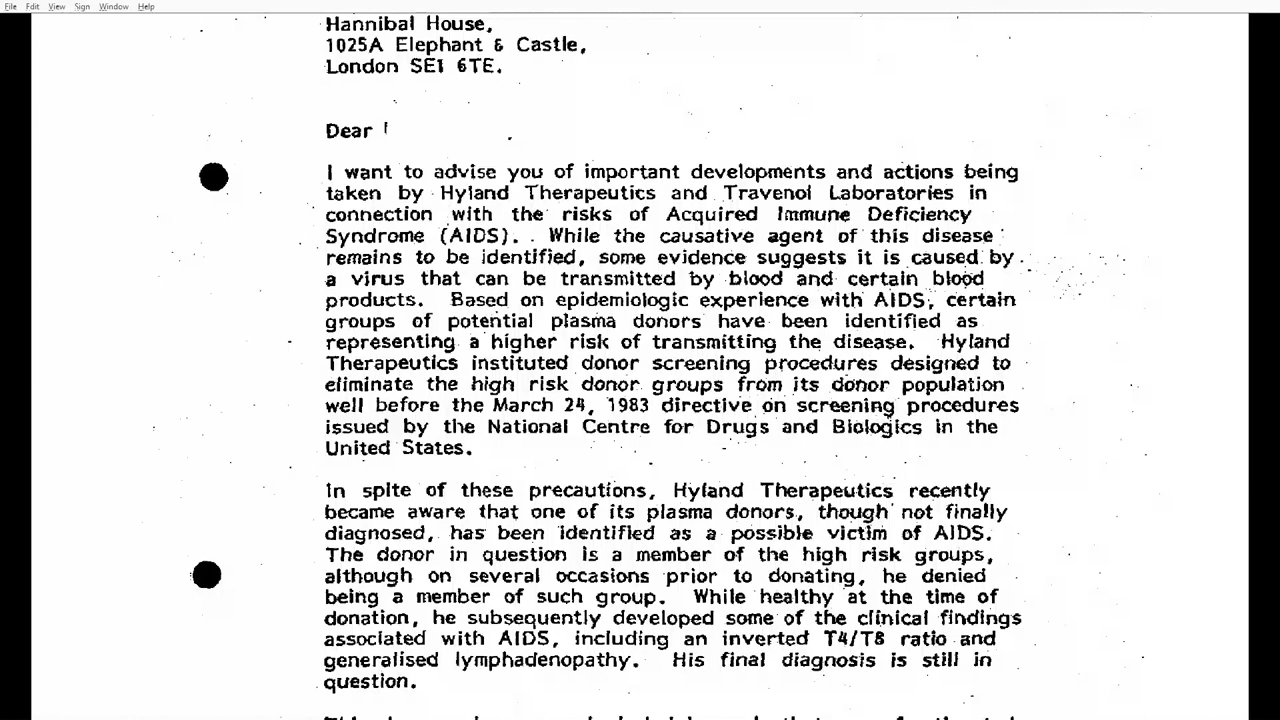 File Edit View Sign Window Help
Hannibal House,
1025A Elephant & Castle,
London SE1 6TE.
Dear
I want to advise you of important developments and actions being
taken by Hyland Therapeutics and Travenol Laboratories in
connection with the risks of Acquired Immune Deficiency
Syndrome (AIDS). While the causative agent of this disease
remains to be identified, some evidence suggests it is caused by
a virus that can be transmitted by blood and certain blood
products. Based on epidemiologic experience with AIDS, certain
groups of potential plasma donors have been identified as
representing a higher risk of transmitting the disease. Hyland
Therapeutics instituted donor screening procedures designed to
eliminate the high risk donor groups from its donor population
well before the March 24, 1983 directive on screening procedures
issued by the National Centre for Drugs and Biologics in the
United States.
In spite of these precautions, Hyland Therapeutics recently
became aware that one of its plasma donors, though not finally
diagnosed, has been identified as a possible victim of AIDS.
The donor in question is a member of the high risk groups,
although on several occasions prior to donating, he denied
being a member of such group. While healthy at the time of
donation, he subsequently developed some of the clinical findings
associated with AIDS, including an inverted T4/T8 ratio and
generalised lymphadenopathy. His final diagnosis is still in
question.